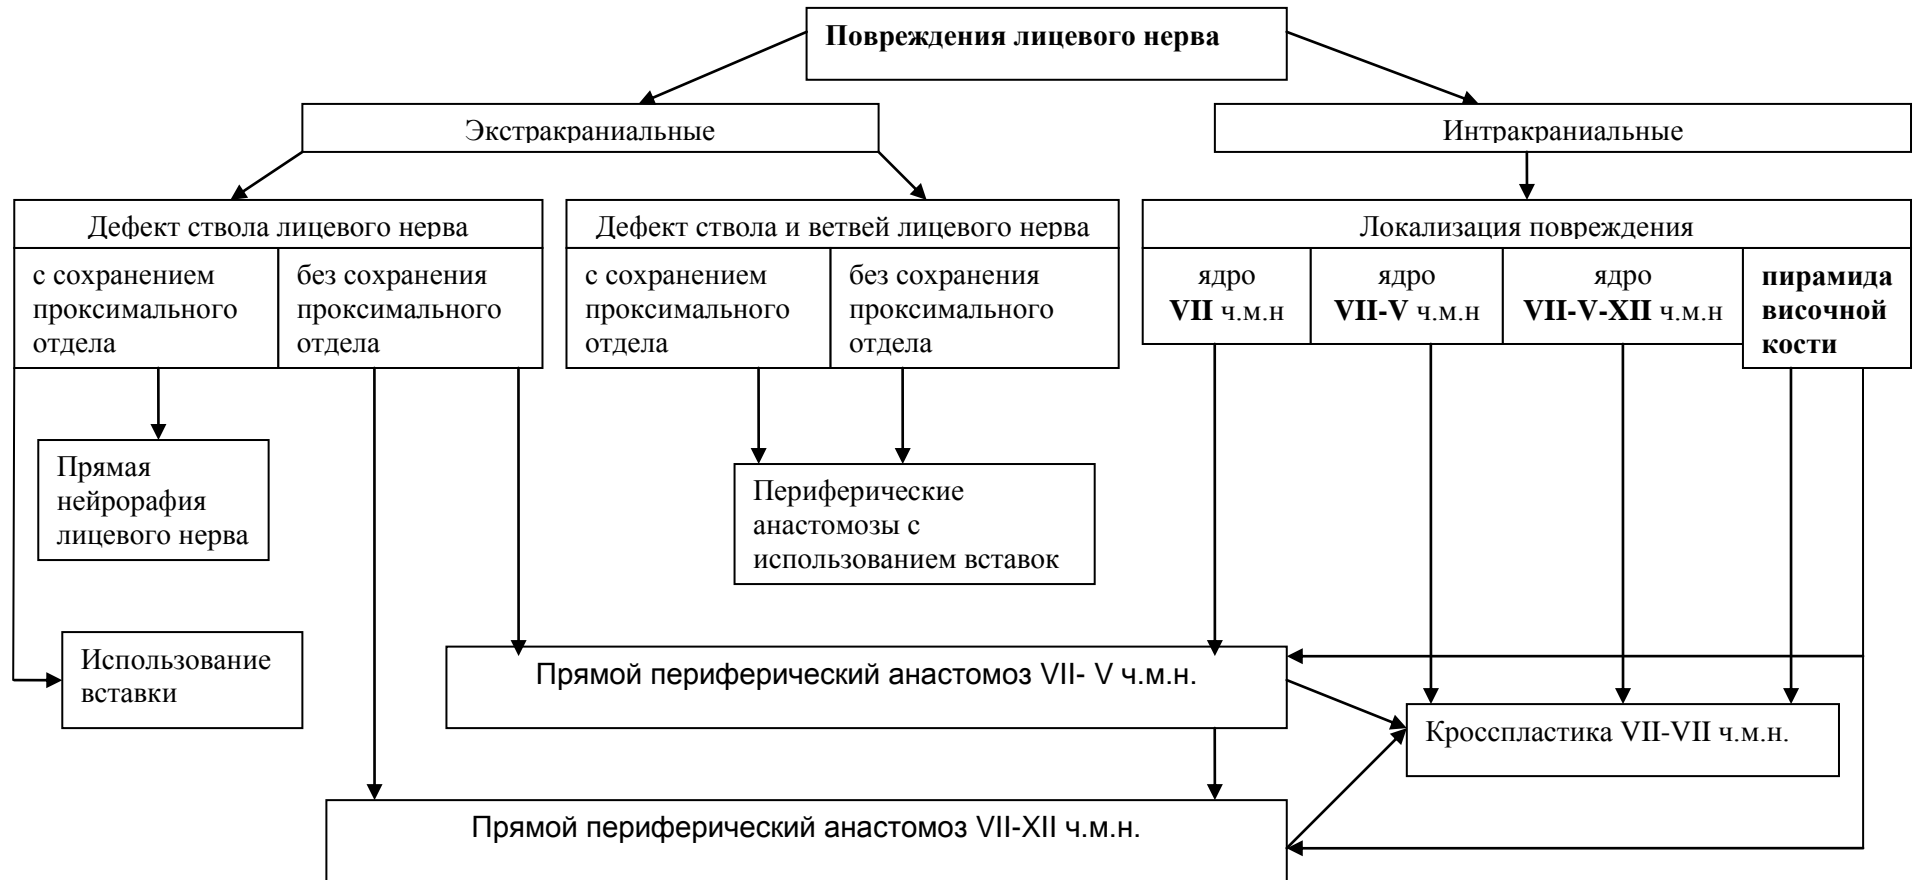 Повреждения лицевого нерва
Экстракраниальные
Интракраниальные
Дефект ствола лицевого нерва
с сохранением
проксимального
отдела
без сохранения
проксимального
отдела
Дефект ствола и ветвей лицевого нерва
с сохранением
проксимального
отдела
без сохранения
проксимального
отдела
Локализация повреждения
ядро
VII ч.м.н
ядро
VII-V ч.м.н
ядро
VII-V-XII ч.м.н
пирамида
височной
кости
Прямая
нейрорафия
лицевого нерва
Периферические
анастомозы с
использованием вставок
Использование
вставки
Прямой периферический анастомоз VII- V ч.м.н.
Кросспластика VII-VII ч.м.н.
Прямой периферический анастомоз VII-XII ч.м.н.